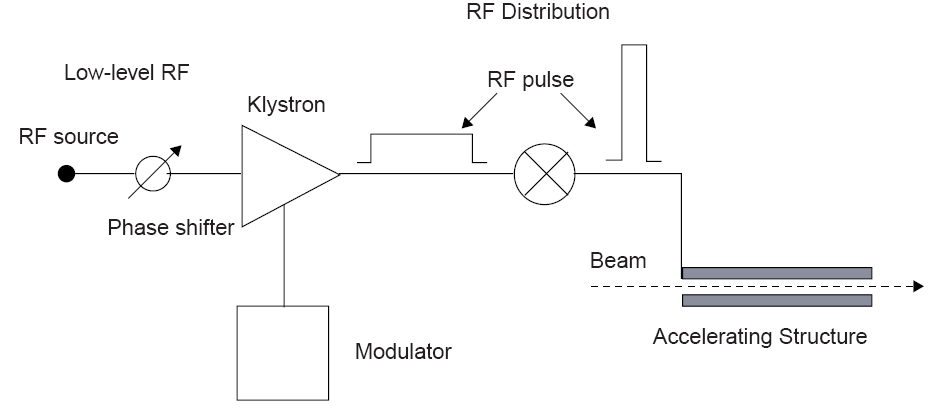 RF Distribution
Low-level RF
RF pulse
Klystron
RF source
Phase shifter
Beam
Accelerating Structure
Modulator